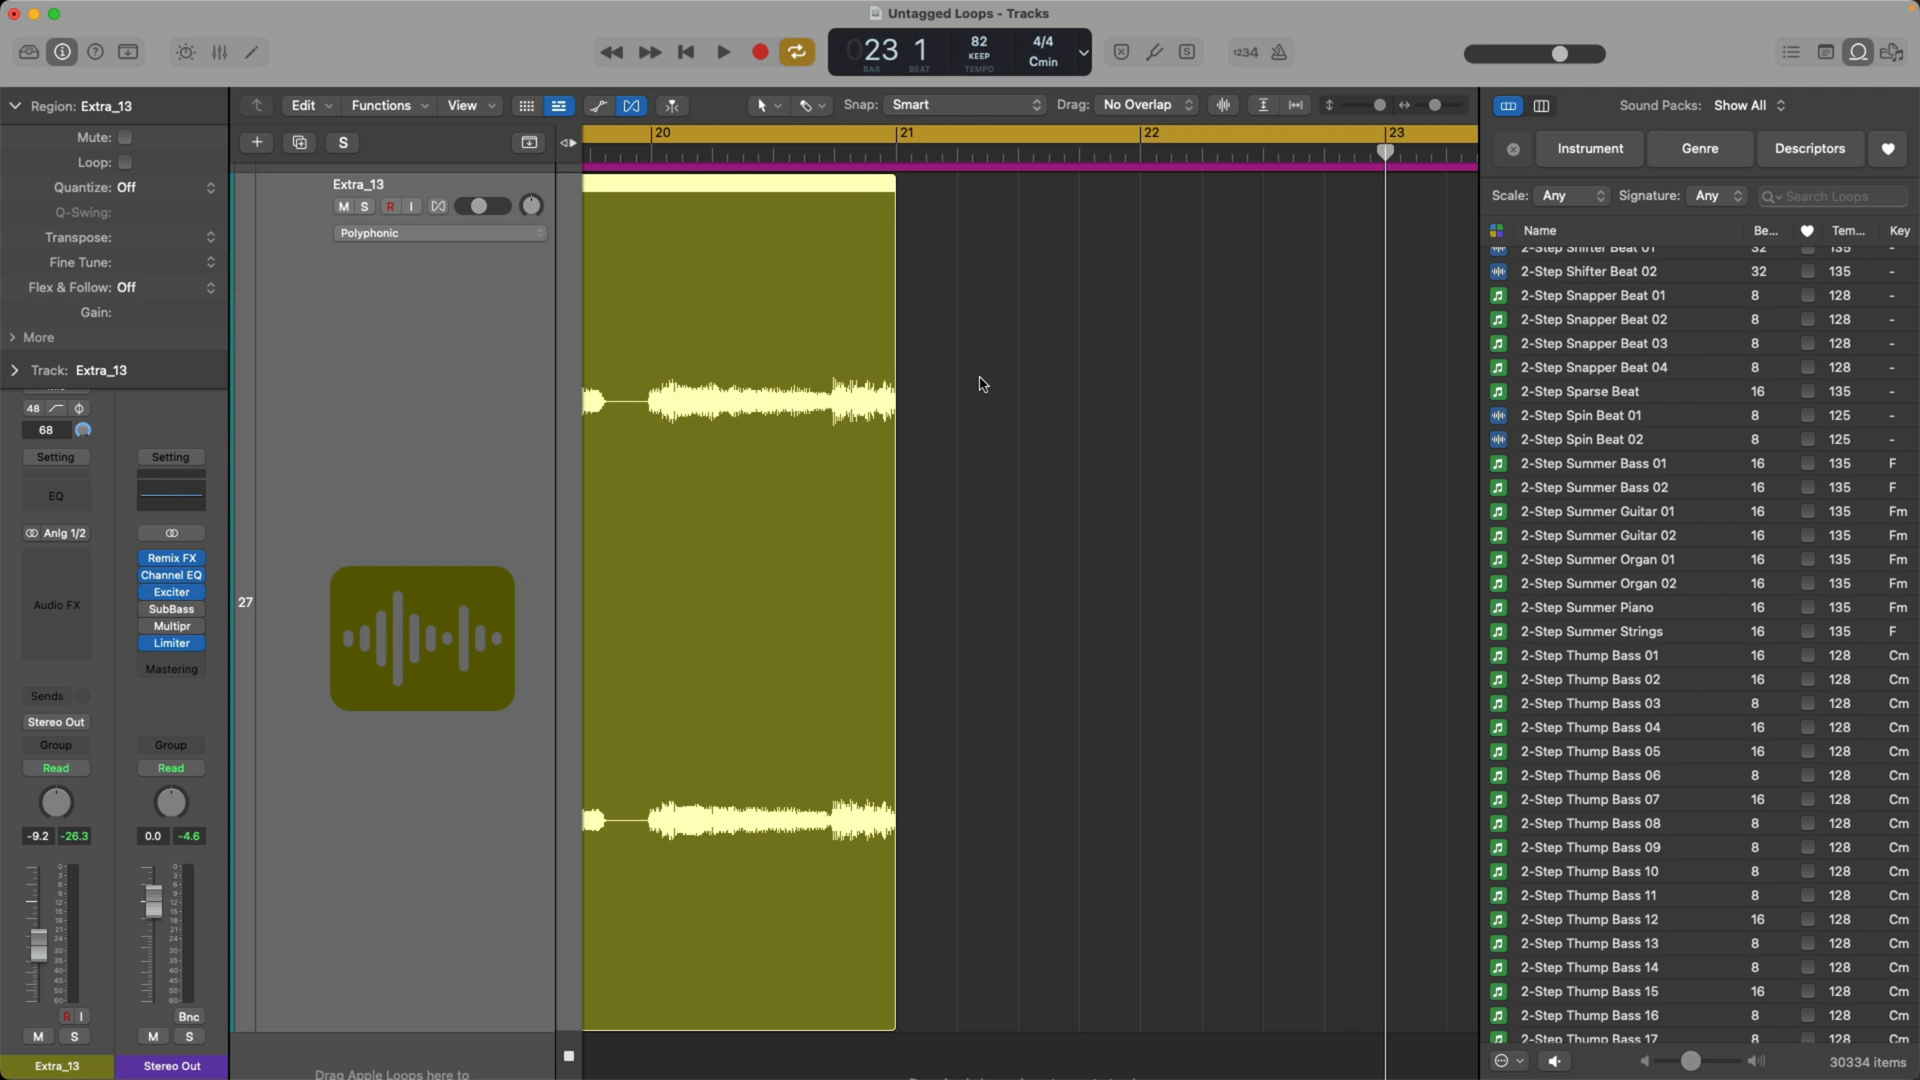 Untagged Loops - Tracks
023 1
BAR BEAT
82
KEEP
TEMPO
4/4
Cmin
S
1234
Region: Extra_13
Mute:
Loop:
Quantize: Off
Q-Swing:
Transpose:
Fine Tune:
Flex & Follow: Off
Gain:
More
Track: Extra_13
48
68
Setting
Setting
EQ
Anlg 1/2
Audio FX
Remix FX
Channel EQ
Exciter
SubBass
Multipr
Limiter
Mastering
Sends
Stereo Out
Group
Group
Read
Read
-9.2 -26.3
0.0 -4.6
R I
Bnc
M S
M S
Extra_13
Stereo Out
Edit
Functions
View
Snap: Smart
Drag: No Overlap
S
20 21 22 23
Extra_13
M S R I
Polyphonic
27
Drag Apple Loops here to
Sound Packs: Show All
Instrument
Genre
Descriptors
Scale: Any
Signature: Any
Search Loops
Name Be... Tem... Key
2-Step Shifter Beat 01 32 135 -
2-Step Shifter Beat 02 32 135 -
2-Step Snapper Beat 01 8 128 -
2-Step Snapper Beat 02 8 128 -
2-Step Snapper Beat 03 8 128 -
2-Step Snapper Beat 04 8 128 -
2-Step Sparse Beat 16 135 -
2-Step Spin Beat 01 8 125 -
2-Step Spin Beat 02 8 125 -
2-Step Summer Bass 01 16 135 F
2-Step Summer Bass 02 16 135 F
2-Step Summer Guitar 01 16 135 Fm
2-Step Summer Guitar 02 16 135 Fm
2-Step Summer Organ 01 16 135 Fm
2-Step Summer Organ 02 16 135 Fm
2-Step Summer Piano 16 135 Fm
2-Step Summer Strings 16 135 F
2-Step Thump Bass 01 16 128 Cm
2-Step Thump Bass 02 16 128 Cm
2-Step Thump Bass 03 8 128 Cm
2-Step Thump Bass 04 16 128 Cm
2-Step Thump Bass 05 16 128 Cm
2-Step Thump Bass 06 8 128 Cm
2-Step Thump Bass 07 16 128 Cm
2-Step Thump Bass 08 8 128 Cm
2-Step Thump Bass 09 8 128 Cm
2-Step Thump Bass 10 8 128 Cm
2-Step Thump Bass 11 8 128 Cm
2-Step Thump Bass 12 16 128 Cm
2-Step Thump Bass 13 8 128 Cm
2-Step Thump Bass 14 8 128 Cm
2-Step Thump Bass 15 16 128 Cm
2-Step Thump Bass 16 8 128 Cm
2-Step Thump Bass 17 8 128 Cm
30334 items